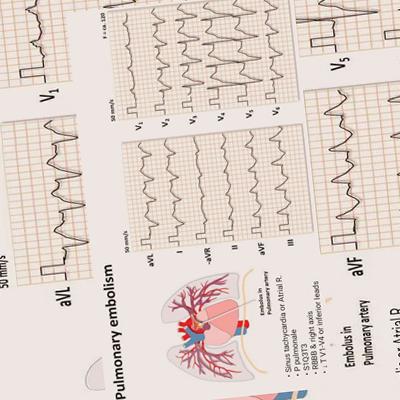 V₁
50 mm/s
aVL
F = ca. 120
50 mm/s
V₁
V₂
V₃
V₄
V₅
V₆
50 mm/s
aVL
I
-aVR
II
aVF
III
Pulmonary embolism
Embolus in
Pulmonary artery
• Sinus tachycardia or Atrial R.
• P pulmonale
• S1Q3T3
• RBBB & right axis
• ↓ T V1-V4 or inferior leads
V₅
aVF
Embolus in
Pulmonary artery